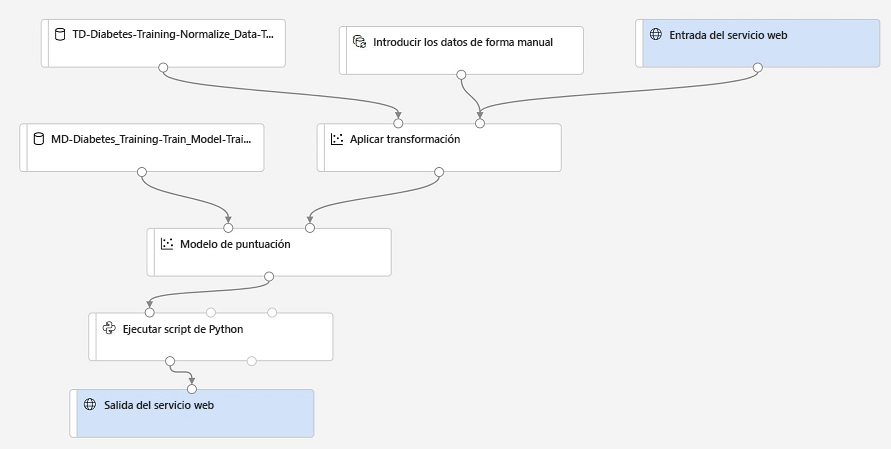 TD-Diabetes-Training-Normalize_Data-T...
Introducir los datos de forma manual
Entrada del servicio web
MD-Diabetes_Training-Train_Model-Trai...
Aplicar transformación
Modelo de puntuación
Ejecutar script de Python
Salida del servicio web